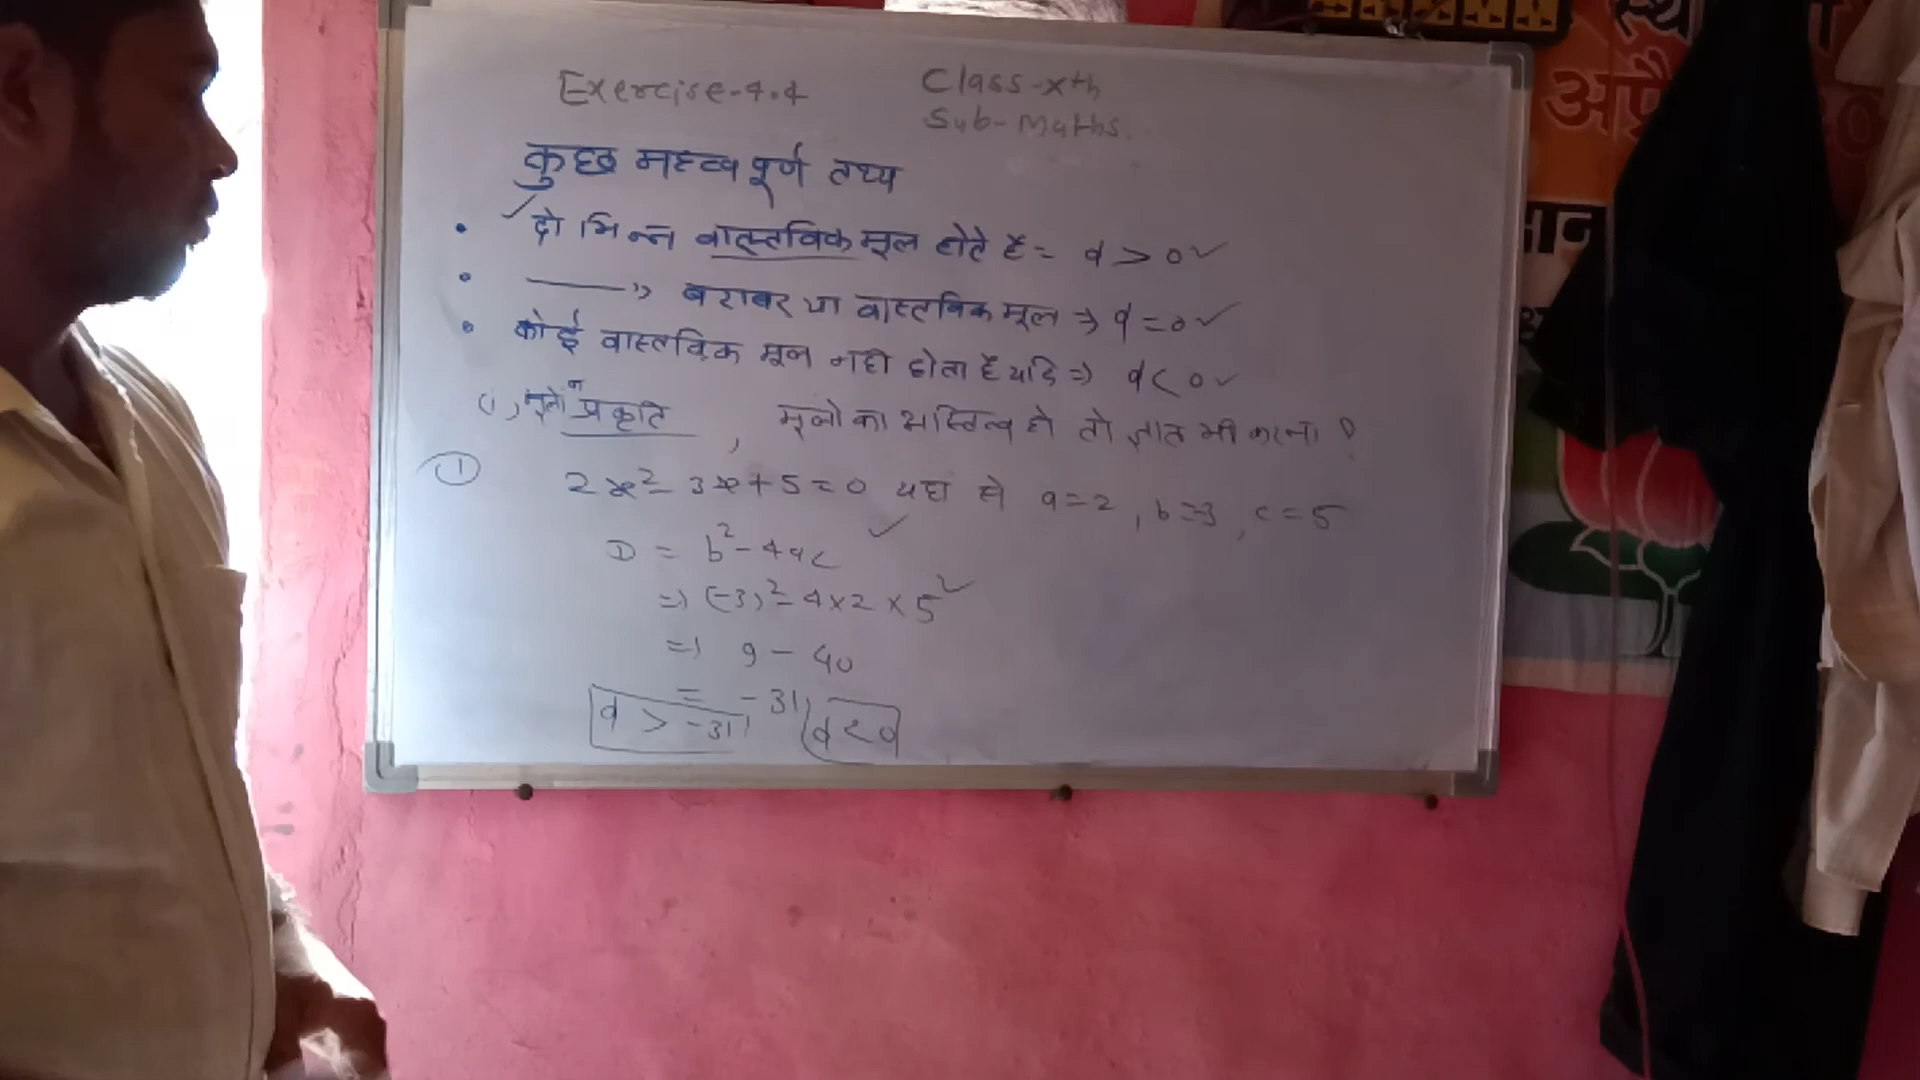 Exercise-4.4
Class-Xth
Sub-Maths.
कुछ महत्वपूर्ण तथ्य
• दो भिन्न वास्तविक मूल होते हैं = d > 0 ✓
• ——— " बराबर या वास्तविक मूल ⇒ d = 0 ✓
• कोई वास्तविक मूल नही होता है यदि ⇒ d < 0 ✓
(i), प्रकृति, मूलो का अस्तित्व हो तो ज्ञात भी करना ?
① 2x² - 3x + 5 = 0 यहा से a = 2, b = -3, c = 5
D = b² - 4ac
⇒ (-3)² - 4 × 2 × 5
⇒ 9 - 40
= -31
d > -31 d < 0
अप्रै